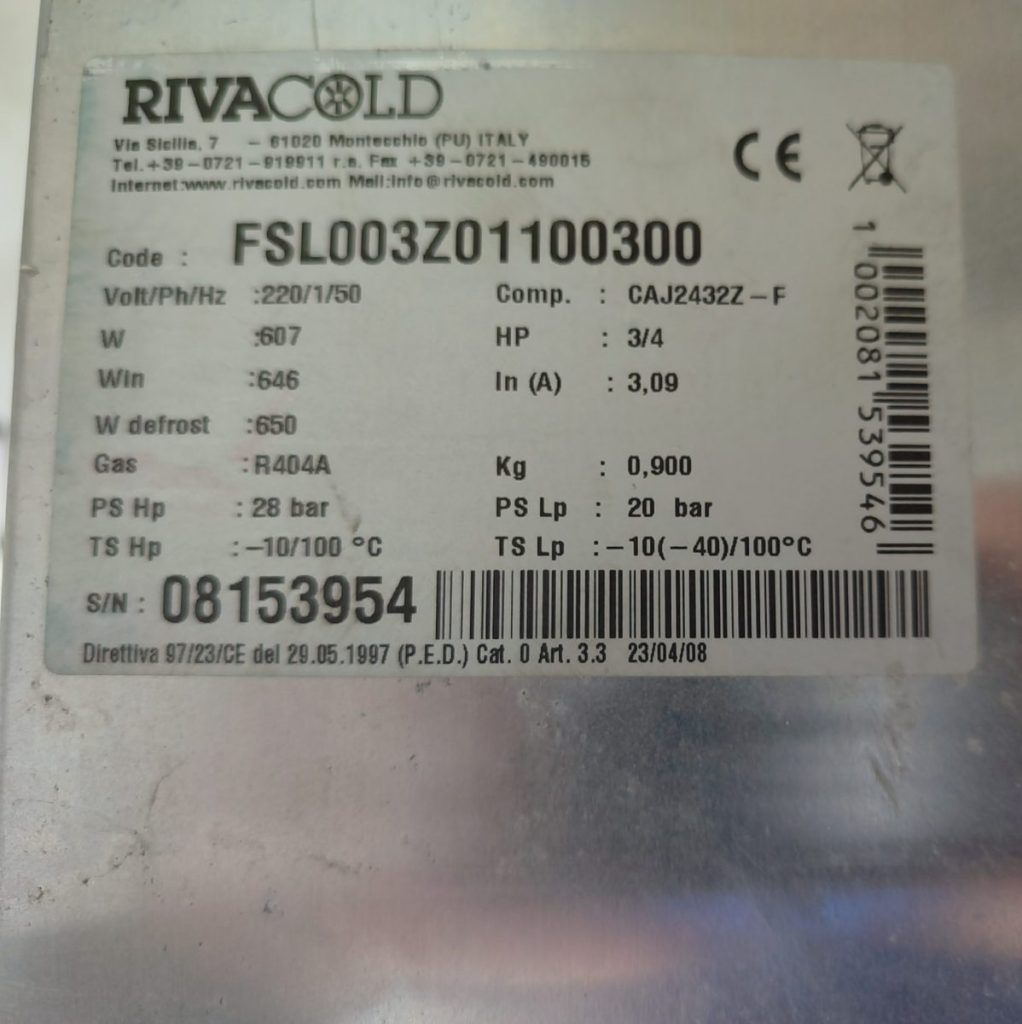 RIVACOLD
Via Sicilia, 7 - 61020 Montecchio (PU) ITALY
Tel. +39-0721-919911 r.a. Fax +39-0721-490015
Internet:www.rivacold.com Mail:info@rivacold.com
CE
Code : FSL003Z01100300
Volt/Ph/Hz :220/1/50 Comp. : CAJ2432Z-F
W :607 HP : 3/4
Win :646 In (A) : 3,09
W defrost :650
Gas :R404A Kg : 0,900
PS Hp : 28 bar PS Lp : 20 bar
TS Hp :-10/100 °C TS Lp :-10(-40)/100°C
S/N : 08153954
Direttiva 97/23/CE del 29.05.1997 (P.E.D.) Cat. 0 Art. 3.3 23/04/08
1 002081 539546